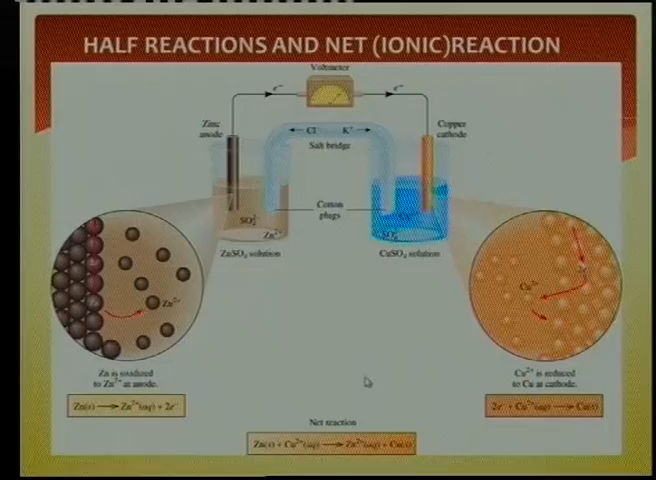 HALF REACTIONS AND NET (IONIC)REACTION
Voltmeter
e⁻
e⁻
Zinc
anode
Cl⁻
K⁺
Copper
cathode
Salt bridge
Cotton
plugs
SO₄²⁻
Zn²⁺
SO₄²⁻
ZnSO₄ solution
CuSO₄ solution
Zn²⁺
Cu²⁺
Zn is oxidized
to Zn²⁺ at anode.
Cu²⁺ is reduced
to Cu at cathode.
Zn(s) ⟶ Zn²⁺(aq) + 2e⁻
2e⁻ + Cu²⁺(aq) ⟶ Cu(s)
Net reaction
Zn(s) + Cu²⁺(aq) ⟶ Zn²⁺(aq) + Cu(s)